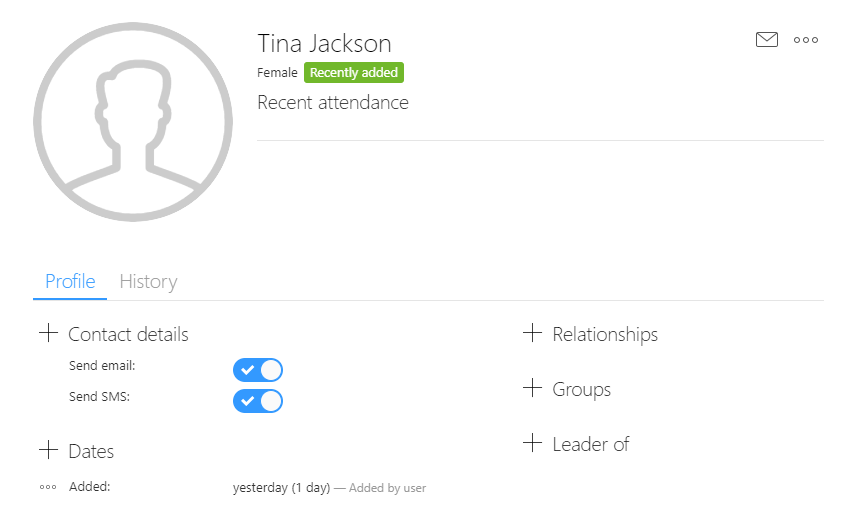 Tina Jackson
Female Recently added
Recent attendance
Profile History
Contact details
Send email:
Send SMS:
Dates
Added: yesterday (1 day) — Added by user
Relationships
Groups
Leader of